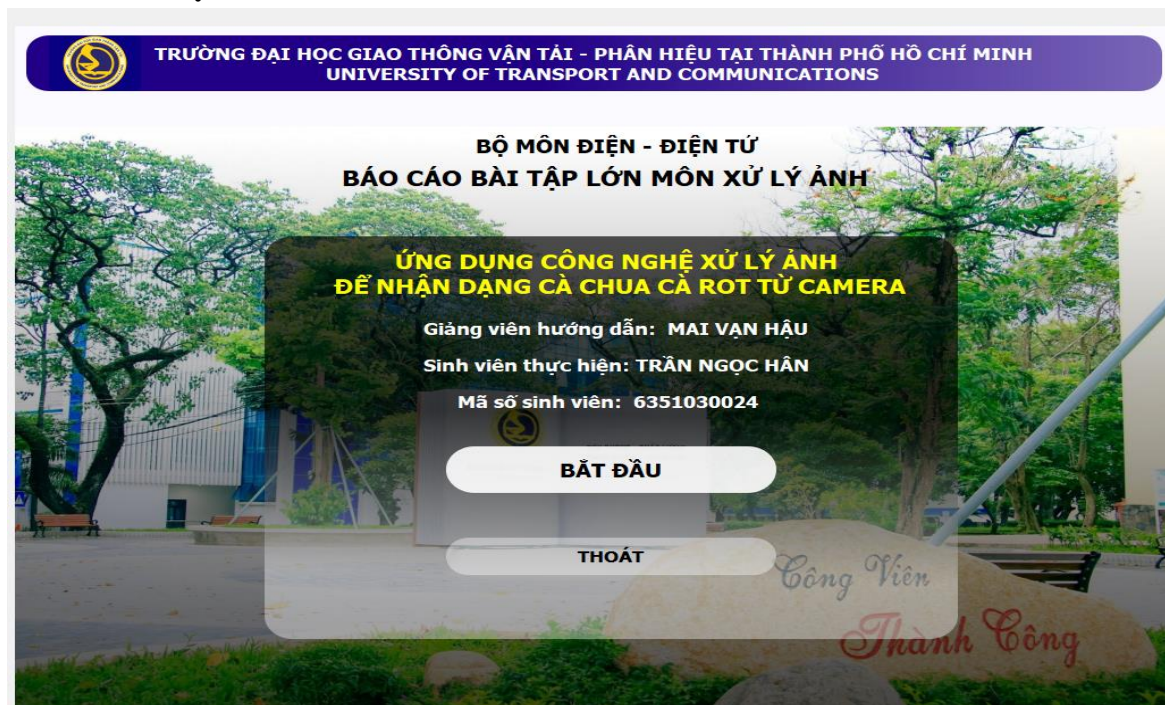 TRƯỜNG ĐẠI HỌC GIAO THÔNG VẬN TẢI - PHÂN HIỆU TẠI THÀNH PHỐ HỒ CHÍ MINH
UNIVERSITY OF TRANSPORT AND COMMUNICATIONS
BỘ MÔN ĐIỆN - ĐIỆN TỬ
BÁO CÁO BÀI TẬP LỚN MÔN XỬ LÝ ẢNH
ỨNG DỤNG CÔNG NGHỆ XỬ LÝ ẢNH
ĐỂ NHẬN DẠNG CÀ CHUA CÀ ROT TỪ CAMERA
Giảng viên hướng dẫn: MAI VẠN HẬU
Sinh viên thực hiện: TRẦN NGỌC HÂN
Mã số sinh viên: 6351030024
BẮT ĐẦU
THOÁT
Công Viên
Thành Công